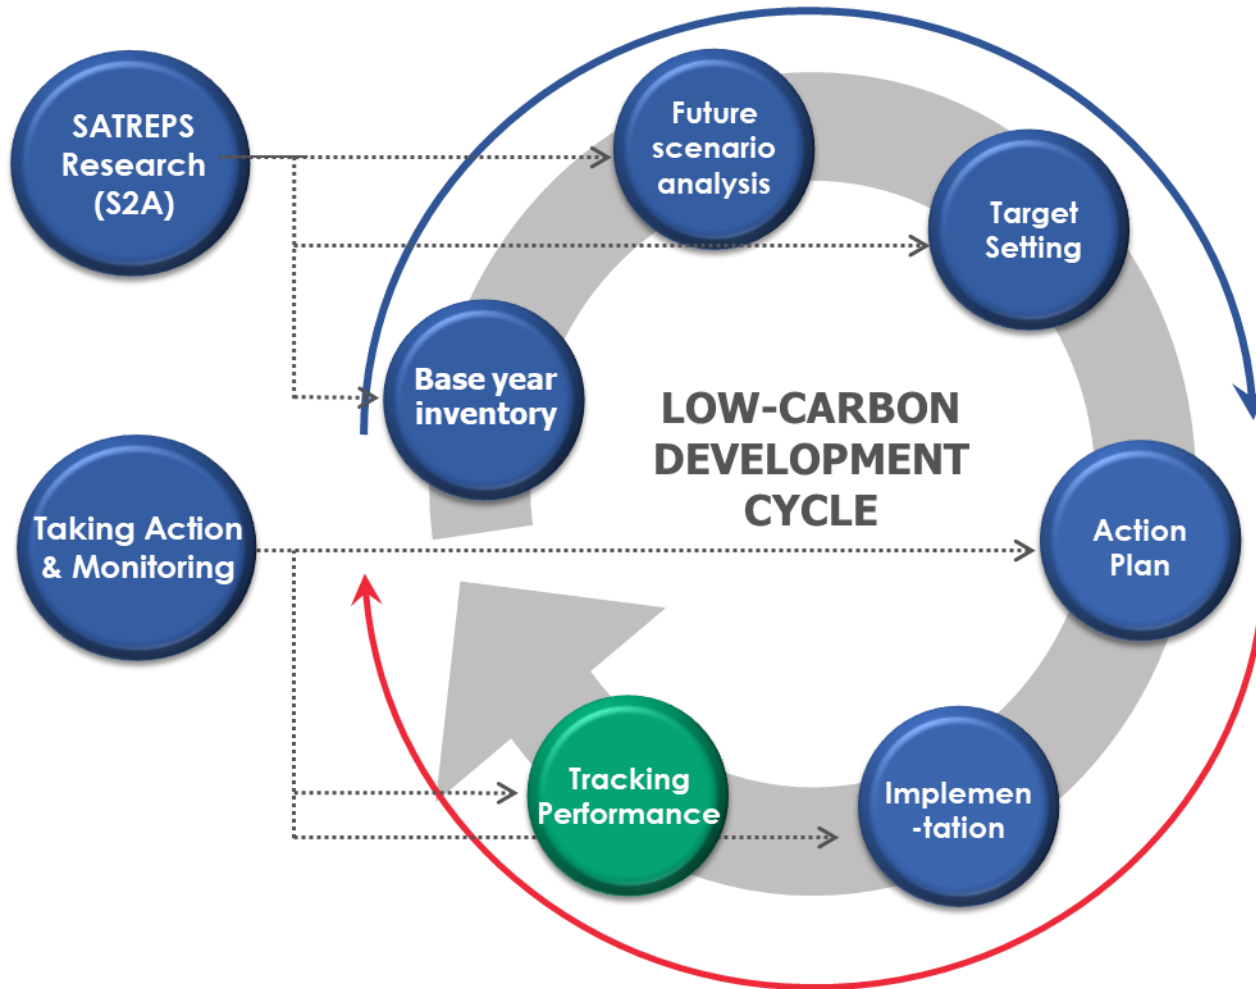 SATREPS
Research
(S2A)
Future
scenario
analysis
Target
Setting
Base year
inventory
LOW-CARBON
DEVELOPMENT
CYCLE
Taking Action
& Monitoring
Action
Plan
Tracking
Performance
Implemen
-tation